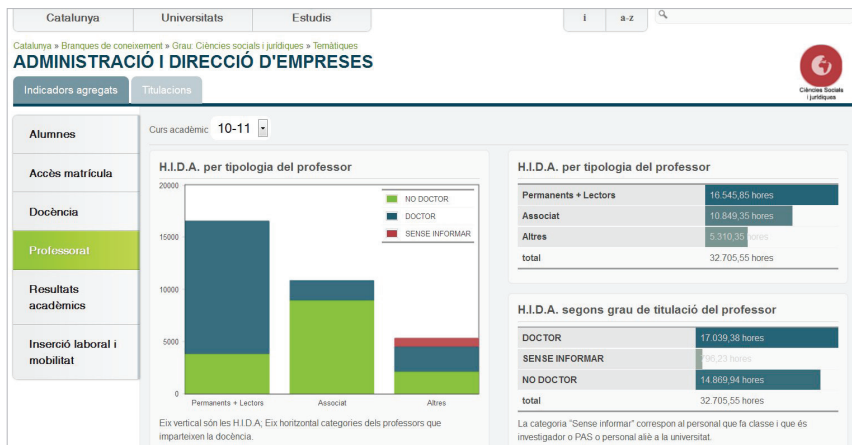 Catalunya
Universitats
Estudis
i
a-z
Catalunya » Branques de coneixement » Grau: Ciències socials i jurídiques » Temàtiques
ADMINISTRACIÓ I DIRECCIÓ D'EMPRESES
Indicadors agregats
Titulacions
Ciències Socials
i jurídiques
Alumnes
Accès matrícula
Docència
Professorat
Resultats
acadèmics
Inserció laboral i
mobilitat
Curs acadèmic 10-11
H.I.D.A. per tipologia del professor
20000
15000
10000
5000
0
NO DOCTOR
DOCTOR
SENSE INFORMAR
Permanents + Lectors
Associat
Altres
Eix vertical són les H.I.D.A; Eix horitzontal categories dels professors que
imparteixen la docència.
H.I.D.A. per tipologia del professor
Permanents + Lectors 16.545,85 hores
Associat 10.849,35 hores
Altres 5.310,35 hores
total 32.705,55 hores
H.I.D.A. segons grau de titulació del professor
DOCTOR 17.039,38 hores
SENSE INFORMAR 796,23 hores
NO DOCTOR 14.869,94 hores
total 32.705,55 hores
La categoria "Sense informar" correspon al personal que fa classe i que és
investigador o PAS o personal aliè a la universitat.